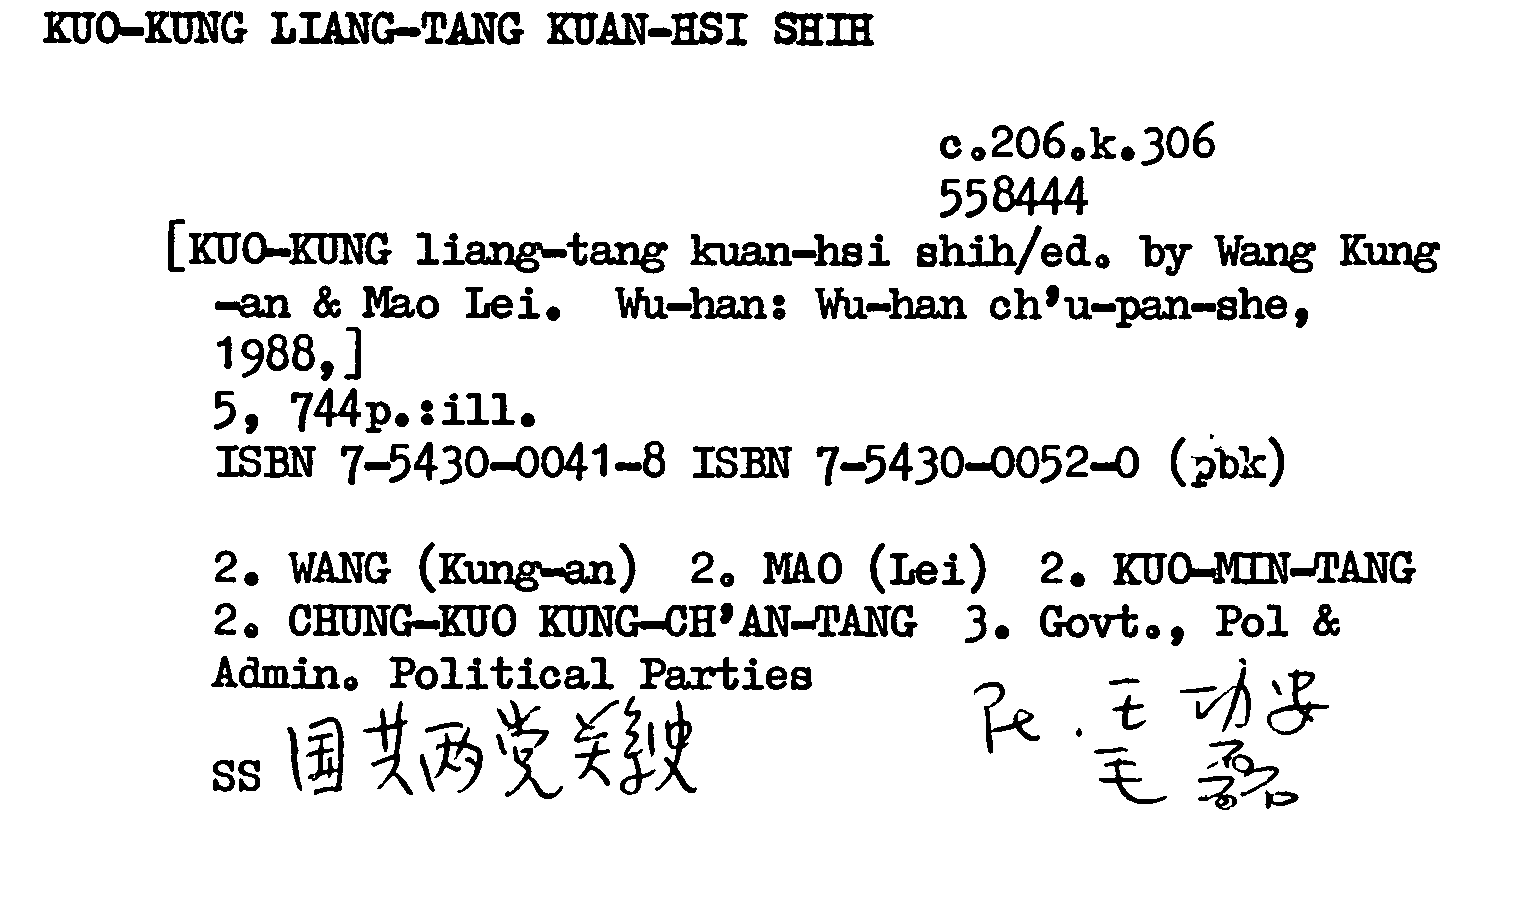 KUO-KUNG LIANG-TANG KUAN-HSI SHIH
c.206.k.306
558444
[KUO-KUNG liang-tang kuan-hsi shih/ed. by Wang Kung
-an & Mao Lei. Wu-han: Wu-han ch'u-pan-she,
1988,]
5, 744p.:ill.
ISBN 7-5430-0041-8 ISBN 7-5430-0052-0 (pbk)
2. WANG (Kung-an) 2. MAO (Lei) 2. KUO-MIN-TANG
2. CHUNG-KUO KUNG-CH'AN-TANG 3. Govt., Pol &
Admin. Political Parties
ss 国共两党关系史
王功安
毛磊